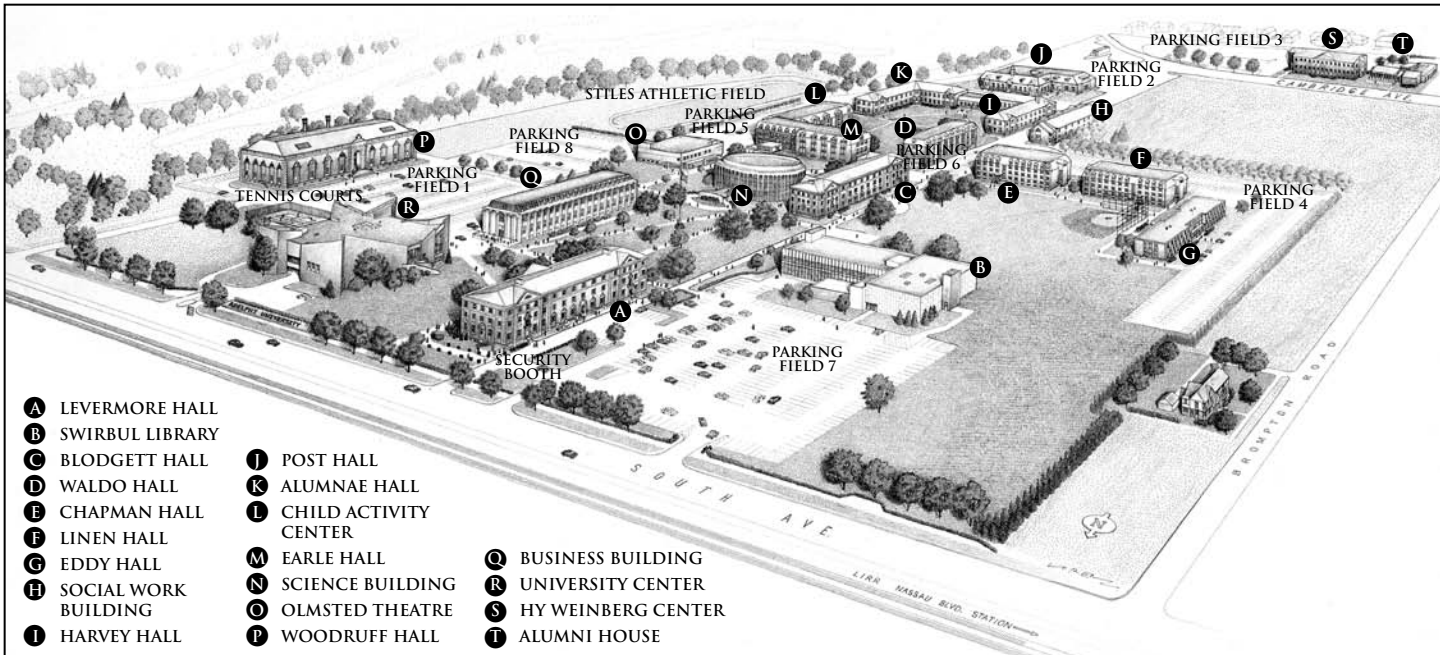 PARKING FIELD 3
S
T
J
PARKING
FIELD 2
CAMBRIDGE AVE
K
STILES ATHLETIC FIELD
L
I
H
PARKING
FIELD 5
O
M
D
PARKING
FIELD 8
P
PARKING
FIELD 6
F
PARKING
FIELD 1
Q
TENNIS COURTS
R
N
C
E
PARKING
FIELD 4
G
B
A
ADELPHI UNIVERSITY
SECURITY
BOOTH
PARKING
FIELD 7
BROMPTON ROAD
SOUTH AVE.
N
LIRR NASSAU BLVD. STATION
A LEVERMORE HALL
B SWIRBUL LIBRARY
C BLODGETT HALL
D WALDO HALL
E CHAPMAN HALL
F LINEN HALL
G EDDY HALL
H SOCIAL WORK
BUILDING
I HARVEY HALL
J POST HALL
K ALUMNAE HALL
L CHILD ACTIVITY
CENTER
M EARLE HALL
N SCIENCE BUILDING
O OLMSTED THEATRE
P WOODRUFF HALL
Q BUSINESS BUILDING
R UNIVERSITY CENTER
S HY WEINBERG CENTER
T ALUMNI HOUSE